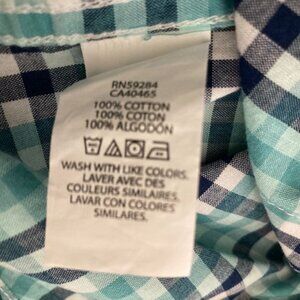 RN59284
CA40465
100% COTTON
100% COTON
100% ALGODÓN
WASH WITH LIKE COLORS.
LAVER AVEC DES
COULEURS SIMILAIRES.
LAVAR CON COLORES
SIMILARES.